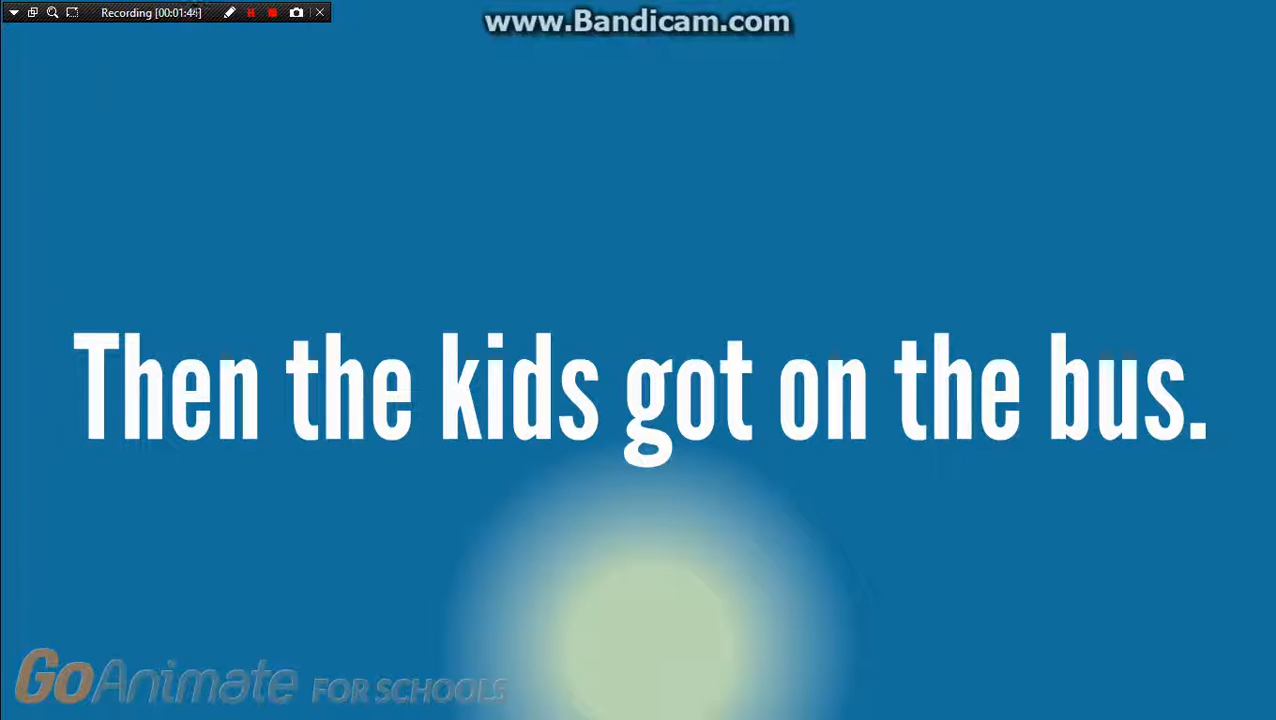 Recording [00:01:44]
www.Bandicam.com
Then the kids got on the bus.
GoAnimate FOR SCHOOLS